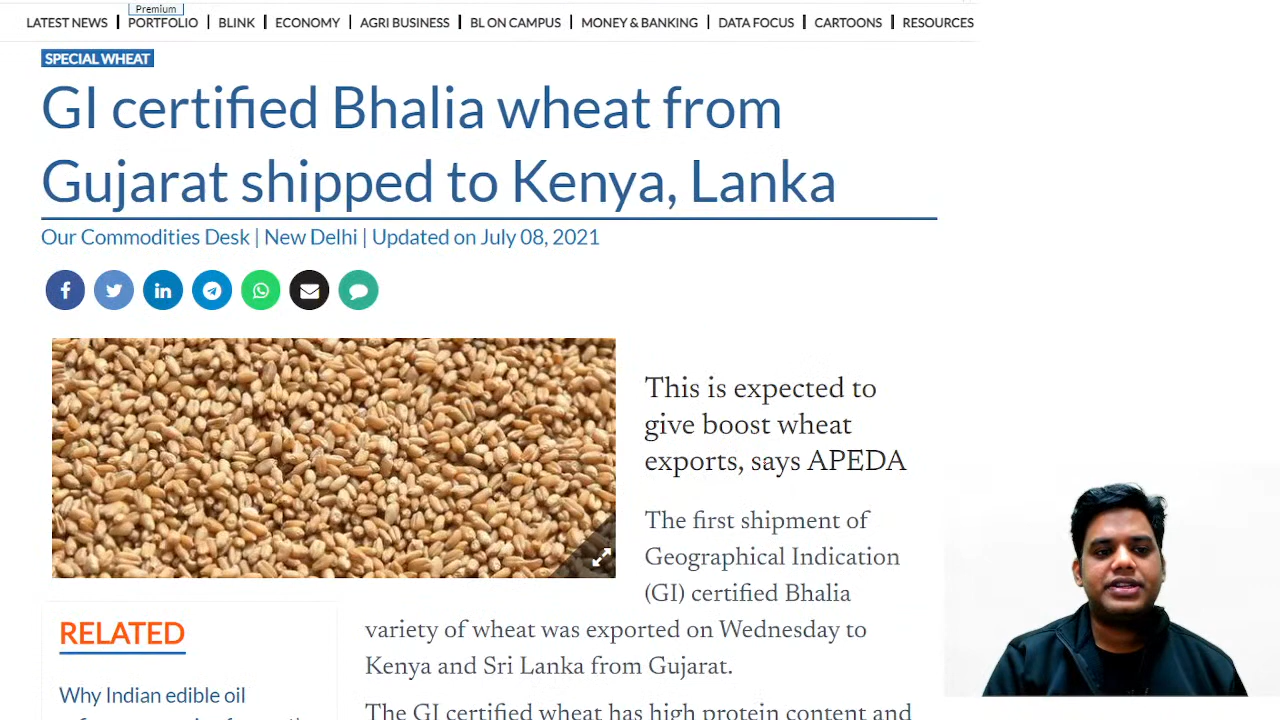 Premium
LATEST NEWS | PORTFOLIO | BLINK | ECONOMY | AGRI BUSINESS | BL ON CAMPUS | MONEY & BANKING | DATA FOCUS | CARTOONS | RESOURCES
SPECIAL WHEAT
GI certified Bhalia wheat from
Gujarat shipped to Kenya, Lanka
Our Commodities Desk | New Delhi | Updated on July 08, 2021
This is expected to
give boost wheat
exports, says APEDA
The first shipment of
Geographical Indication
(GI) certified Bhalia
variety of wheat was exported on Wednesday to
Kenya and Sri Lanka from Gujarat.
The GI certified wheat has high protein content and
RELATED
Why Indian edible oil